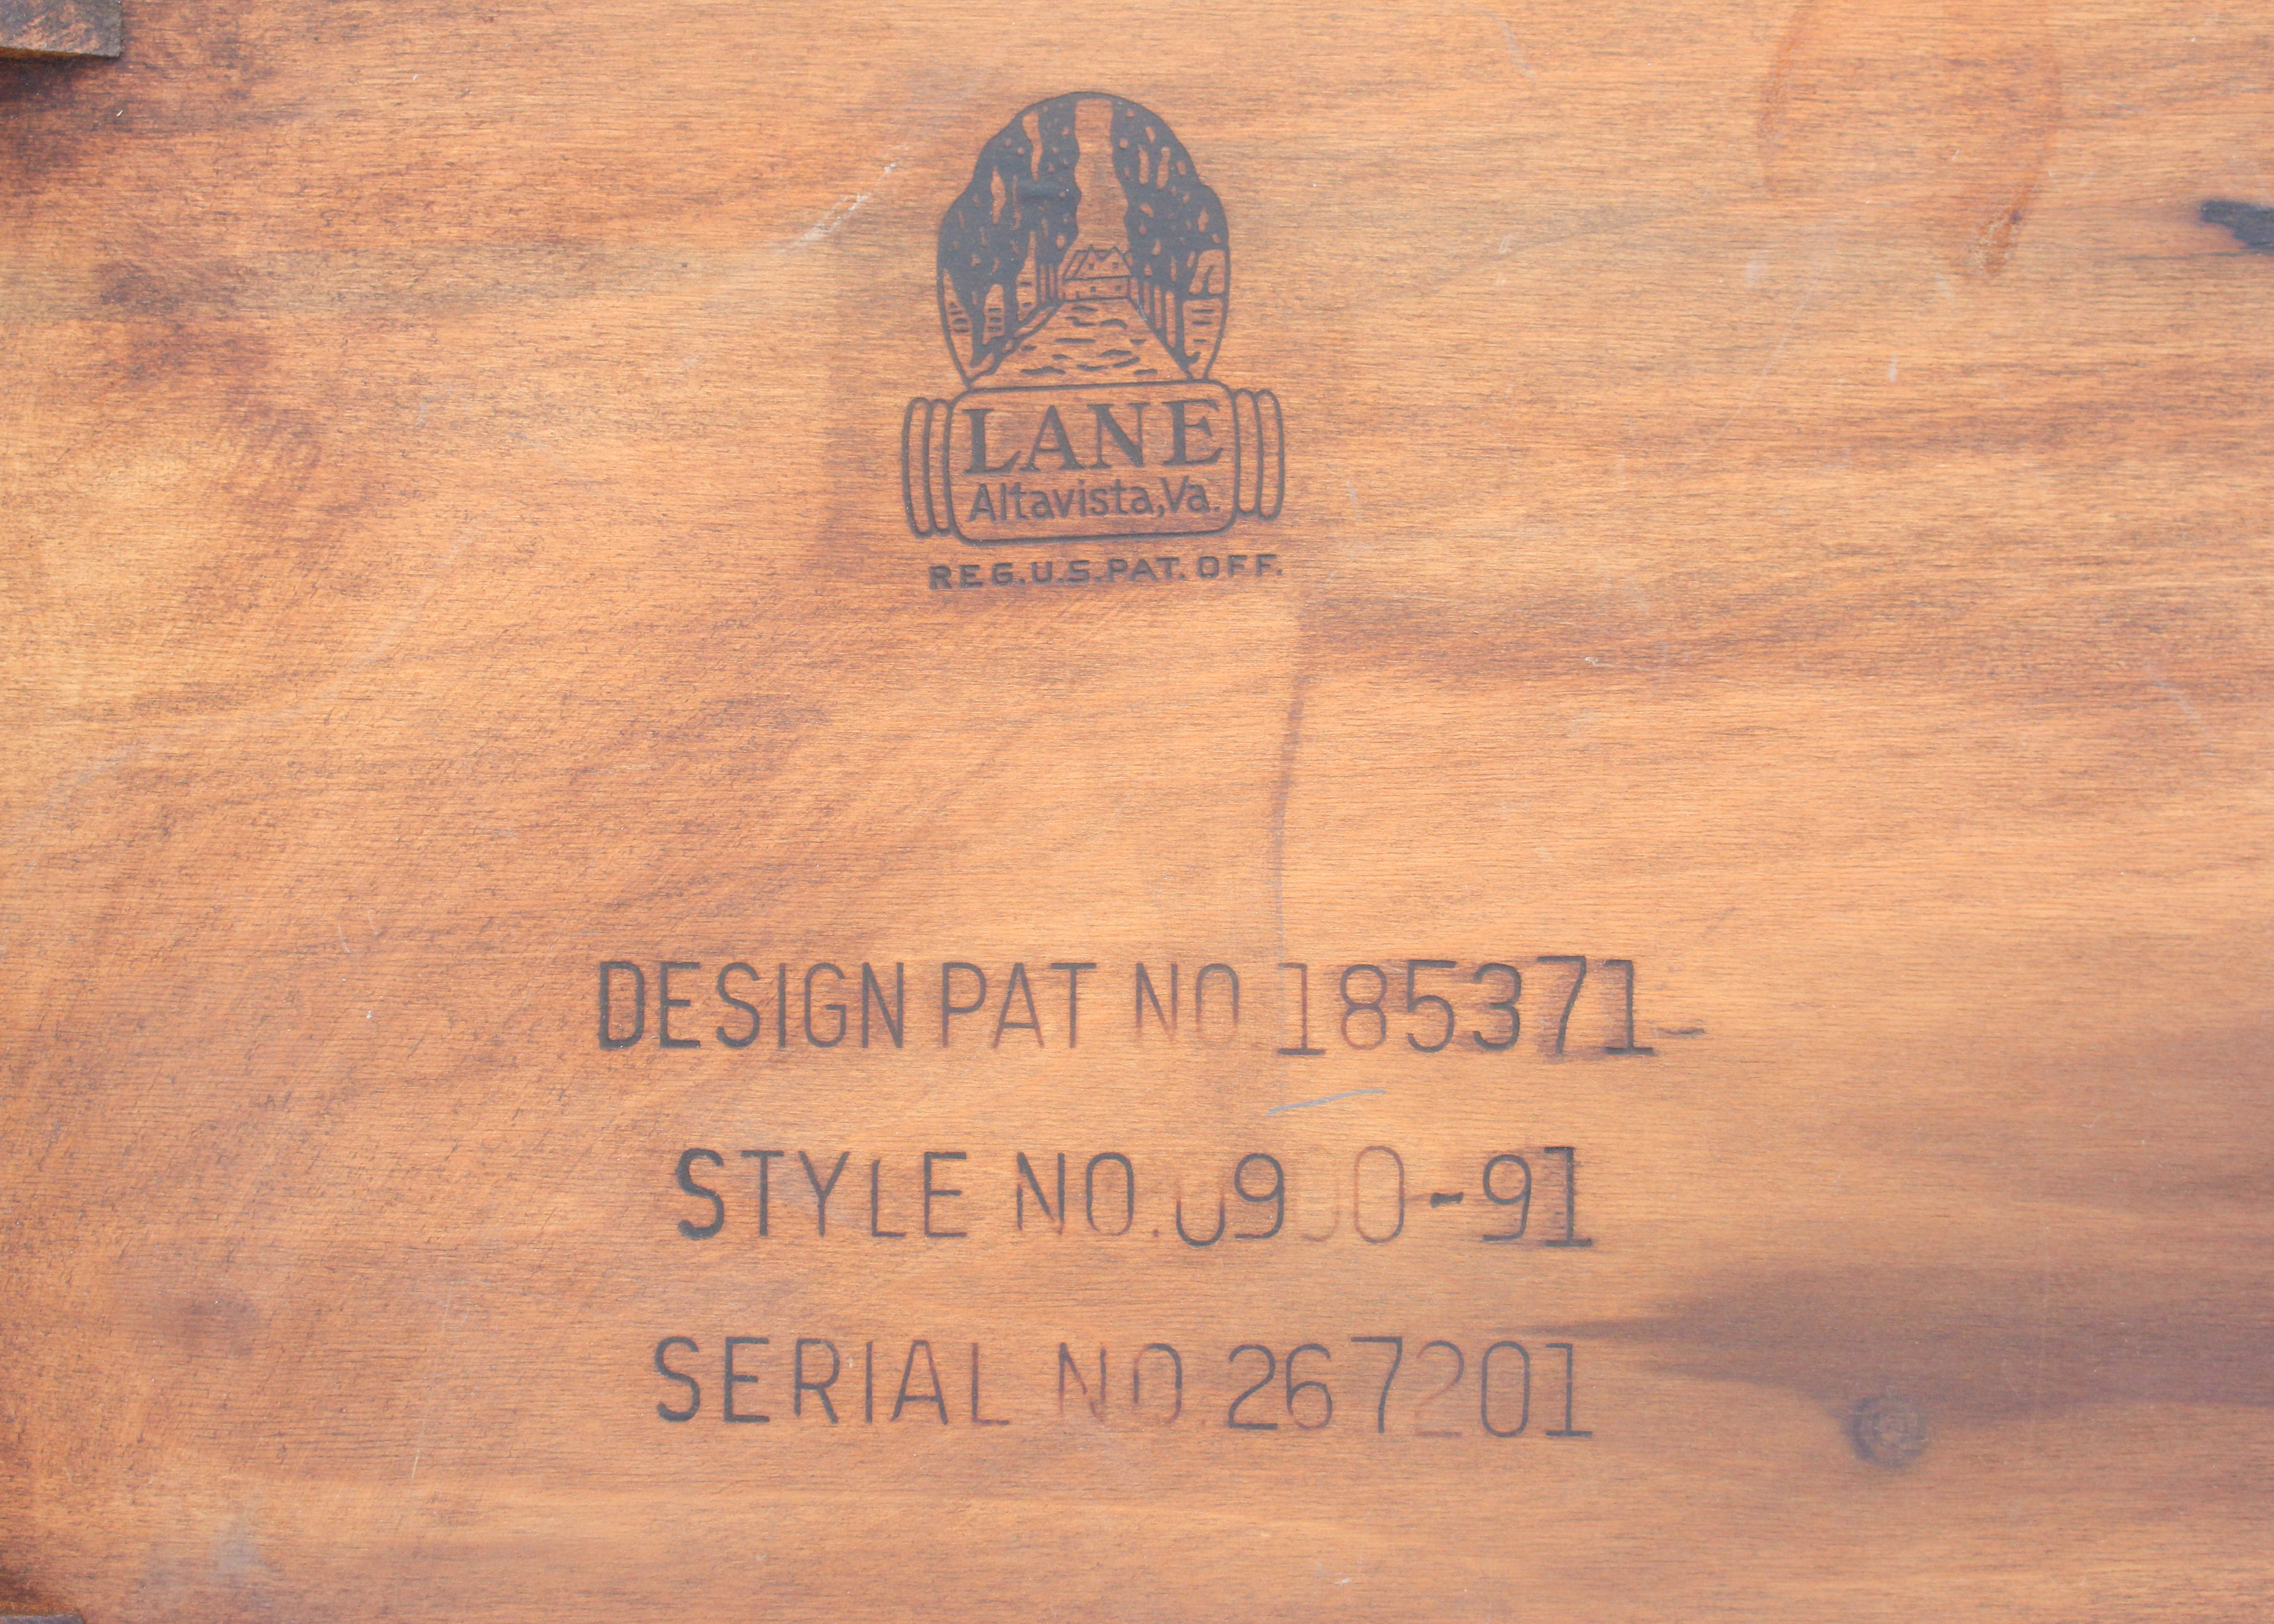 LANE
Altavista, Va.
REG. U.S. PAT. OFF.
DESIGN PAT NO. 185371
STYLE NO. 0900-91
SERIAL NO. 267201